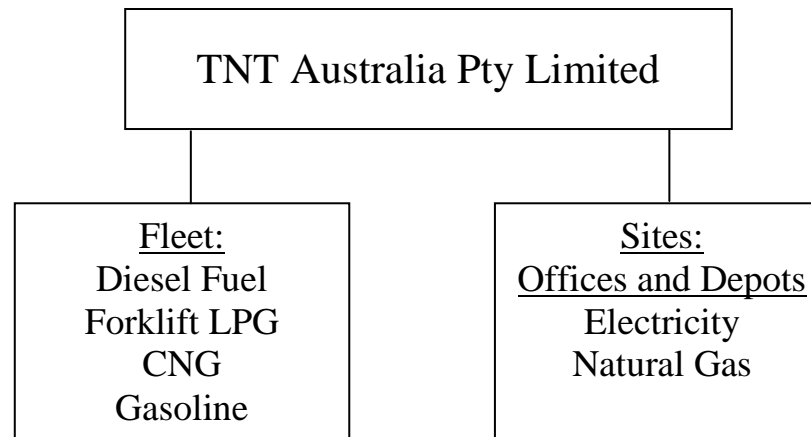 TNT Australia Pty Limited
Fleet:
Diesel Fuel
Forklift LPG
CNG
Gasoline
Sites:
Offices and Depots
Electricity
Natural Gas